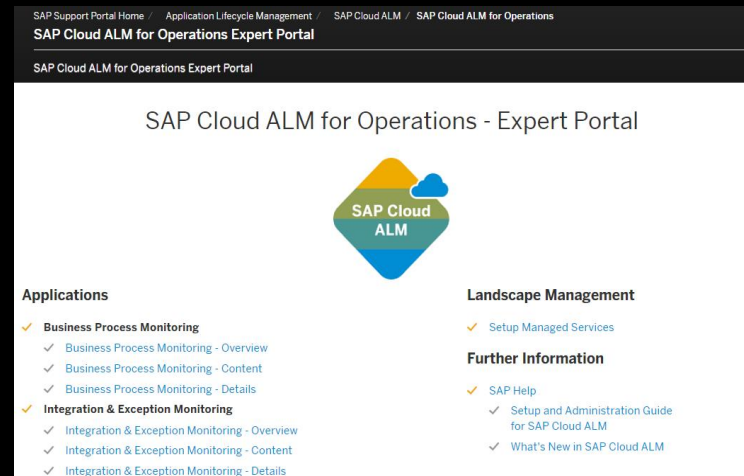 SAP Support Portal Home / Application Lifecycle Management / SAP Cloud ALM / SAP Cloud ALM for Operations
SAP Cloud ALM for Operations Expert Portal
SAP Cloud ALM for Operations Expert Portal
SAP Cloud ALM for Operations - Expert Portal
SAP Cloud
ALM
Applications
Business Process Monitoring
Business Process Monitoring - Overview
Business Process Monitoring - Content
Business Process Monitoring - Details
Integration & Exception Monitoring
Integration & Exception Monitoring - Overview
Integration & Exception Monitoring - Content
Integration & Exception Monitoring - Details
Landscape Management
Setup Managed Services
Further Information
SAP Help
Setup and Administration Guide
for SAP Cloud ALM
What's New in SAP Cloud ALM